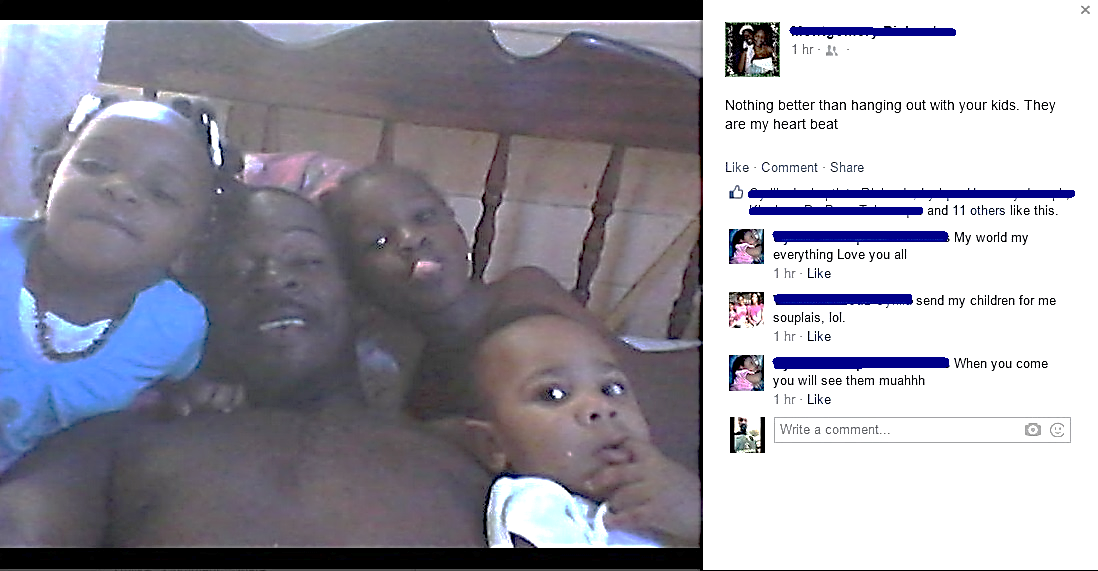 1 hr ·
Nothing better than hanging out with your kids. They
are my heart beat
Like · Comment · Share
and 11 others like this.
My world my
everything Love you all
1 hr · Like
send my children for me
souplais, lol.
1 hr · Like
When you come
you will see them muahhh
1 hr · Like
Write a comment...